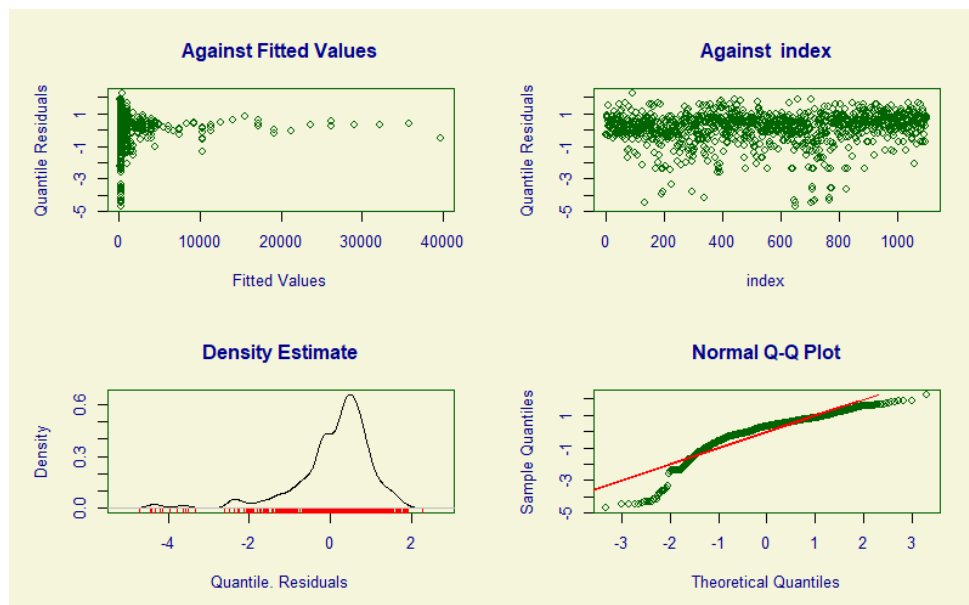 Against Fitted Values
Quantile Residuals
-5 -3 -1 1
0 10000 20000 30000 40000
Fitted Values
Against index
Quantile Residuals
-5 -3 -1 1
0 200 400 600 800 1000
index
Density Estimate
Density
0.0 0.3 0.6
-4 -2 0 2
Quantile. Residuals
Normal Q-Q Plot
Sample Quantiles
-5 -3 -1 1
-3 -2 -1 0 1 2 3
Theoretical Quantiles